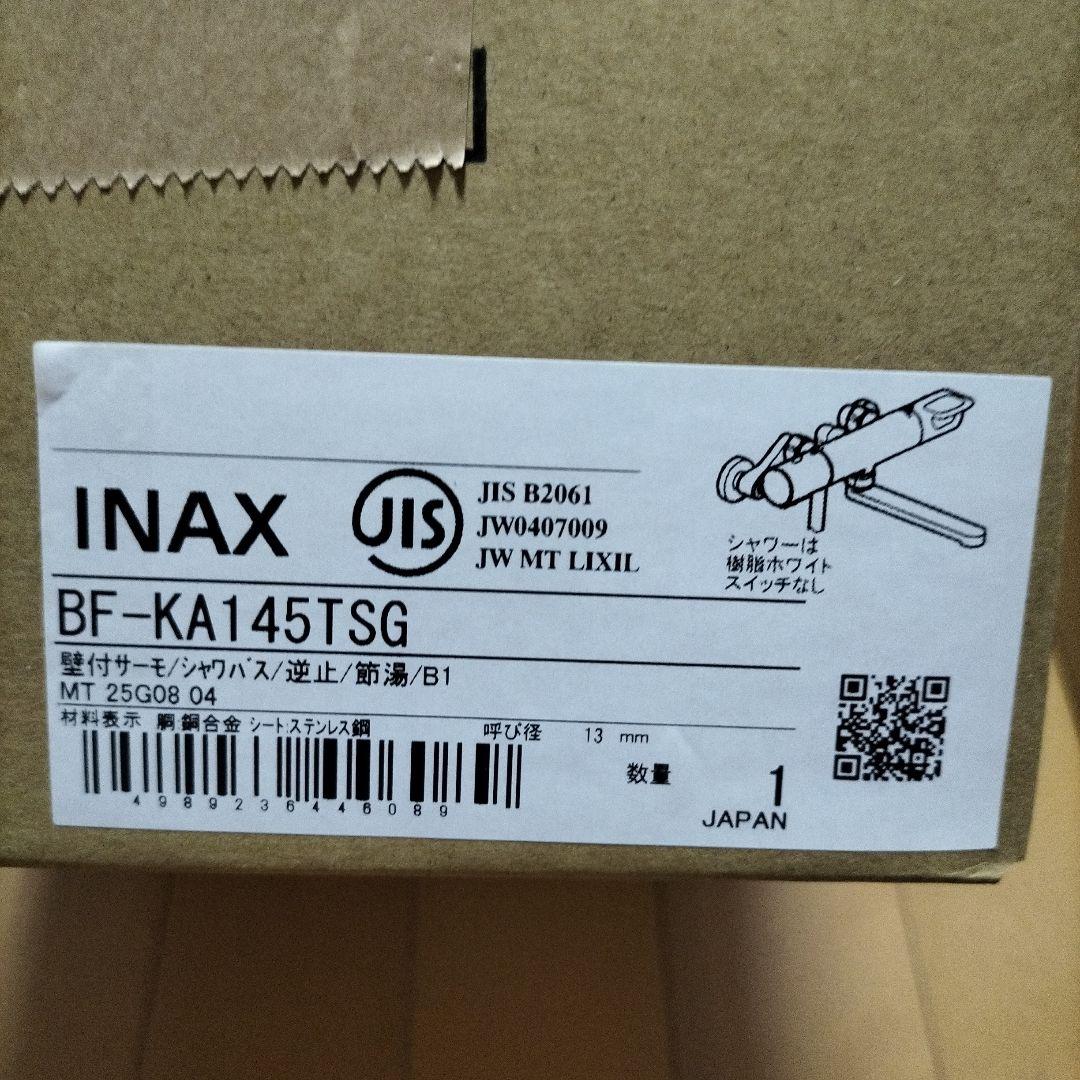 INAX
JIS
JIS B2061
JW0407009
JW MT LIXIL
シャワーは
樹脂ホワイト
スイッチなし
BF-KA145TSG
壁付サーモ/シャワバス/逆止/節湯/B1
MT 25G08 04
材料表示 胴:銅合金 シート:ステンレス鋼 呼び径 13 mm
数量 1
4989236446089
JAPAN